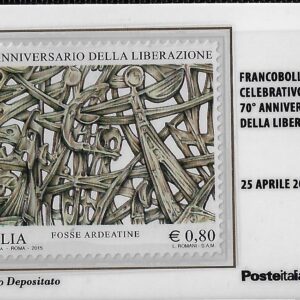 ANNIVERSARIO DELLA LIBERAZIONE
FOSSE ARDEATINE
LIA
- ROMA - 2015
€ 0,80
L. ROMANI - S.A.M.
o Depositato
FRANCOBOLL
CELEBRATIVO
70° ANNIVER
DELLA LIBER
25 APRILE 20
Posteitalia